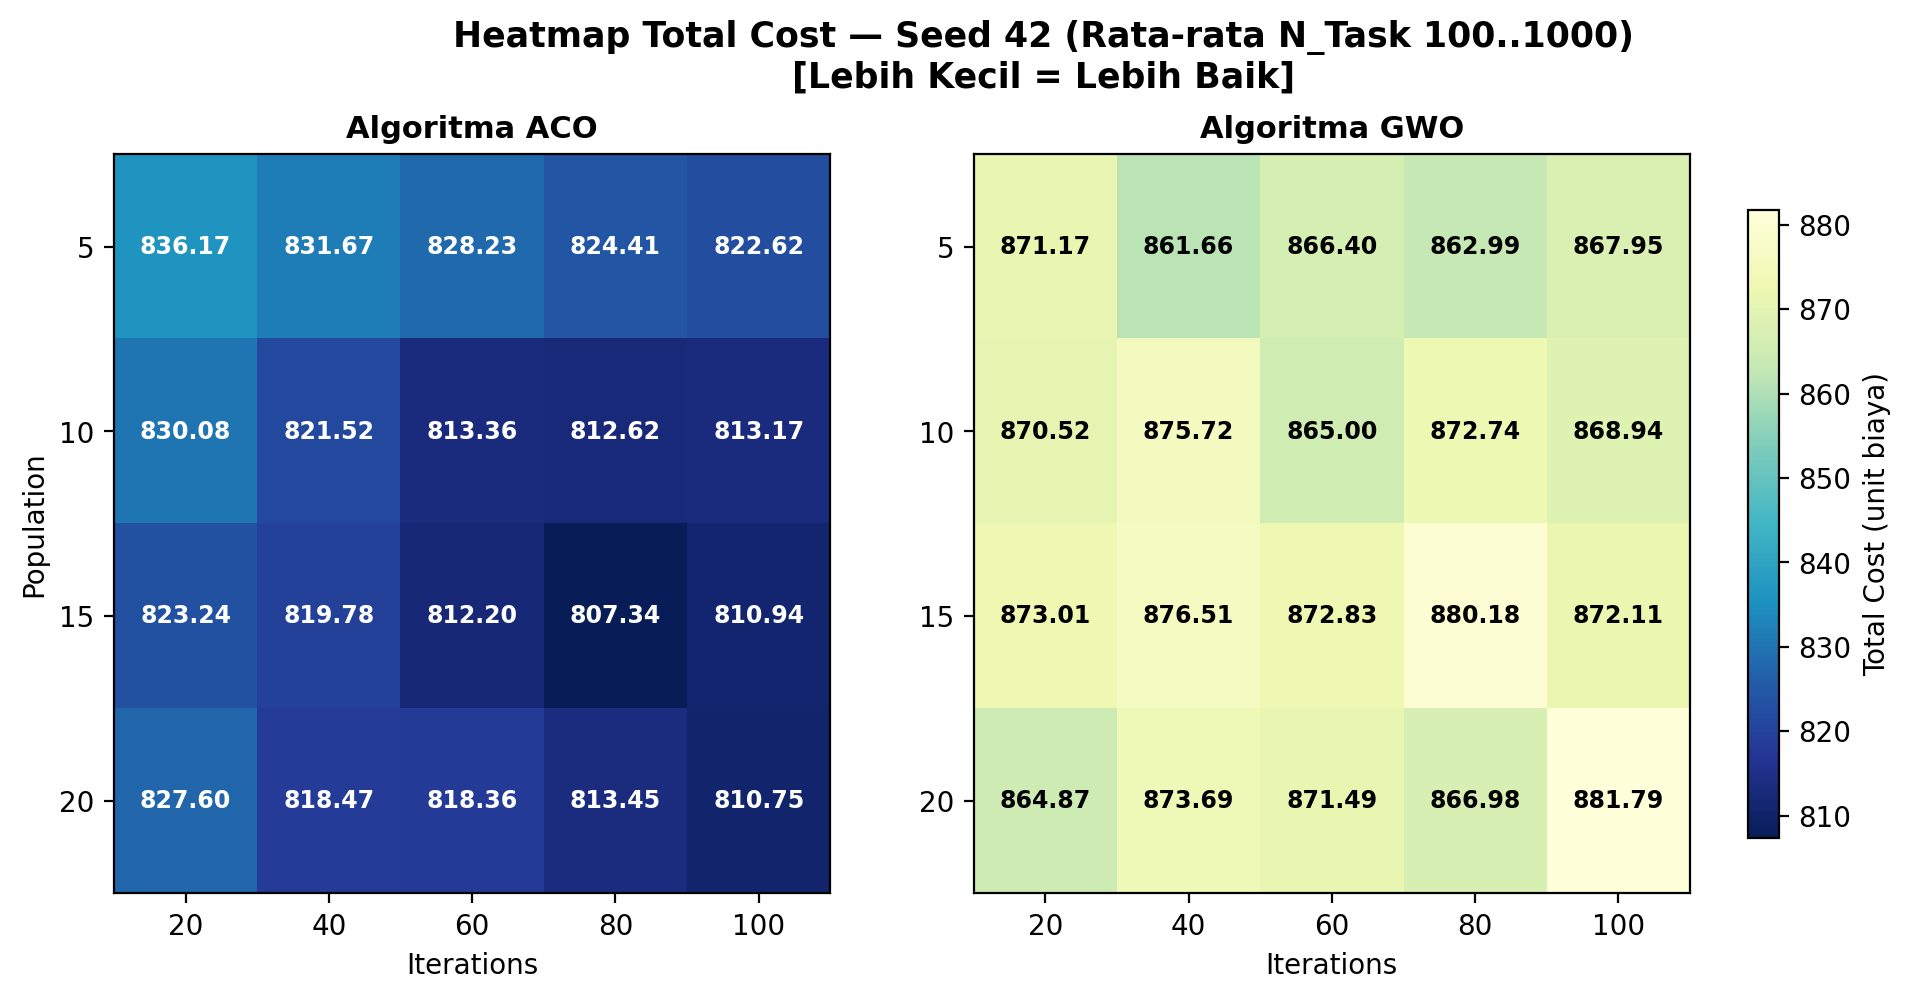 Heatmap Total Cost — Seed 42 (Rata-rata N_Task 100..1000)
[Lebih Kecil = Lebih Baik]
Algoritma ACO
Population
5
10
15
20
836.17 831.67 828.23 824.41 822.62
830.08 821.52 813.36 812.62 813.17
823.24 819.78 812.20 807.34 810.94
827.60 818.47 818.36 813.45 810.75
20 40 60 80 100
Iterations
Algoritma GWO
5
10
15
20
871.17 861.66 866.40 862.99 867.95
870.52 875.72 865.00 872.74 868.94
873.01 876.51 872.83 880.18 872.11
864.87 873.69 871.49 866.98 881.79
20 40 60 80 100
Iterations
880
870
860
850
840
830
820
810
Total Cost (unit biaya)